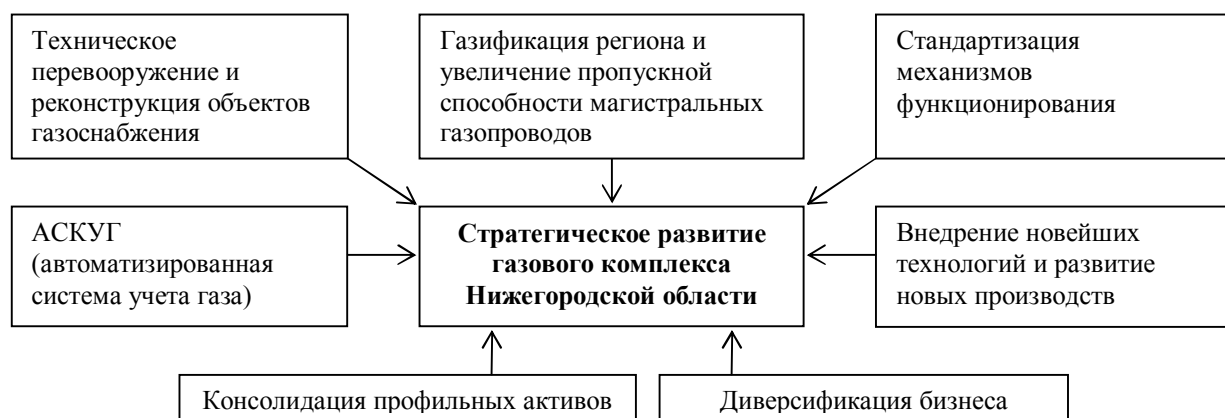 Техническое
перевооружение и
реконструкция объектов
газоснабжения
Газификация региона и
увеличение пропускной
способности магистральных
газопроводов
Стандартизация
механизмов
функционирования
АСКУГ
(автоматизированная
система учета газа)
Стратегическое развитие
газового комплекса
Нижегородской области
Внедрение новейших
технологий и развитие
новых производств
Консолидация профильных активов
Диверсификация бизнеса